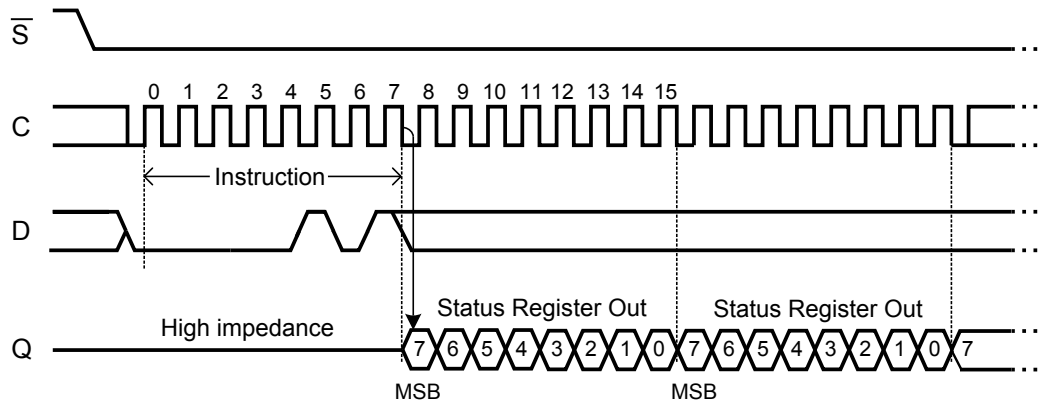 S
0 1 2 3 4 5 6 7 8 9 10 11 12 13 14 15
C
Instruction
D
High impedance
Status Register Out
Status Register Out
Q
7 6 5 4 3 2 1 0 7 6 5 4 3 2 1 0 7
MSB
MSB